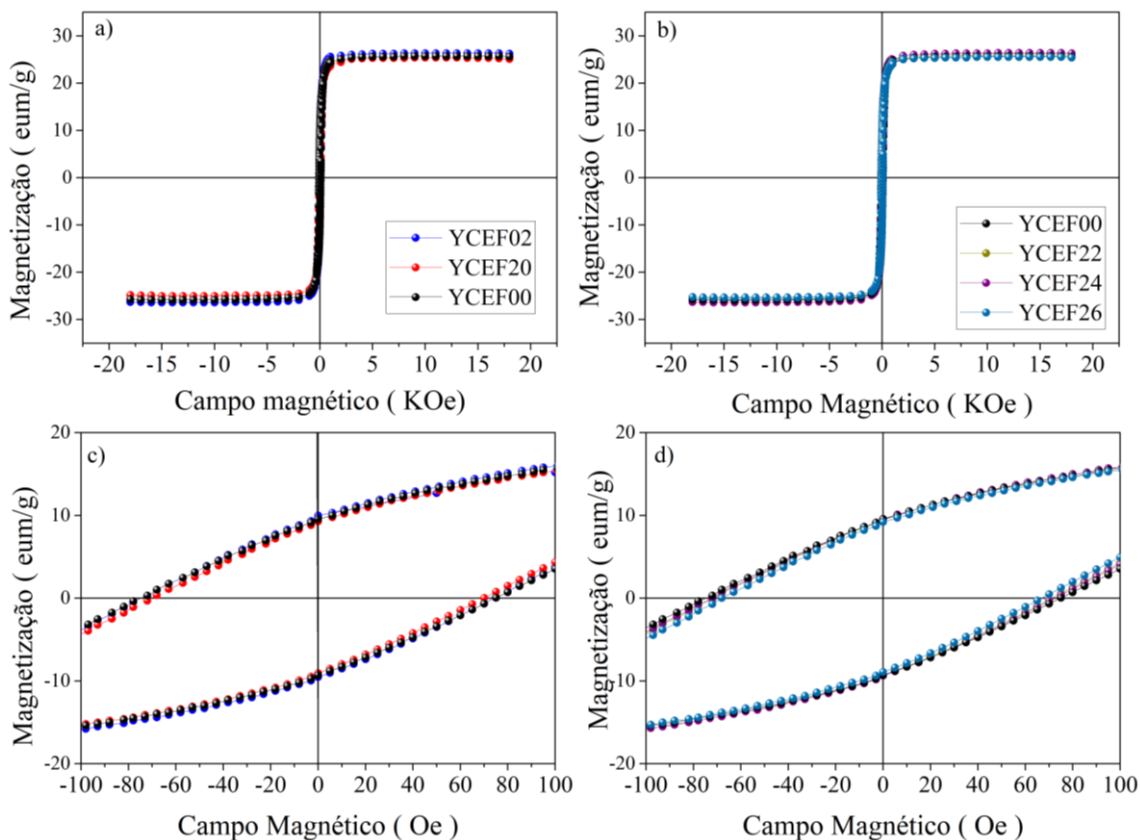 a)
Magnetização ( eum/g)
30
20
10
0
-10
-20
-30
YCEF02
YCEF20
YCEF00
-20 -15 -10 -5 0 5 10 15 20
Campo magnético ( KOe)
b)
Magnetização ( eum/g)
30
20
10
0
-10
-20
-30
YCEF00
YCEF22
YCEF24
YCEF26
-20 -15 -10 -5 0 5 10 15 20
Campo Magnético ( KOe )
c)
Magnetização ( eum/g)
20
10
0
-10
-20
-100 -80 -60 -40 -20 0 20 40 60 80 100
Campo Magnético ( Oe )
d)
Magnetização ( eum/g)
20
10
0
-10
-20
-100 -80 -60 -40 -20 0 20 40 60 80 100
Campo Magnético ( Oe )